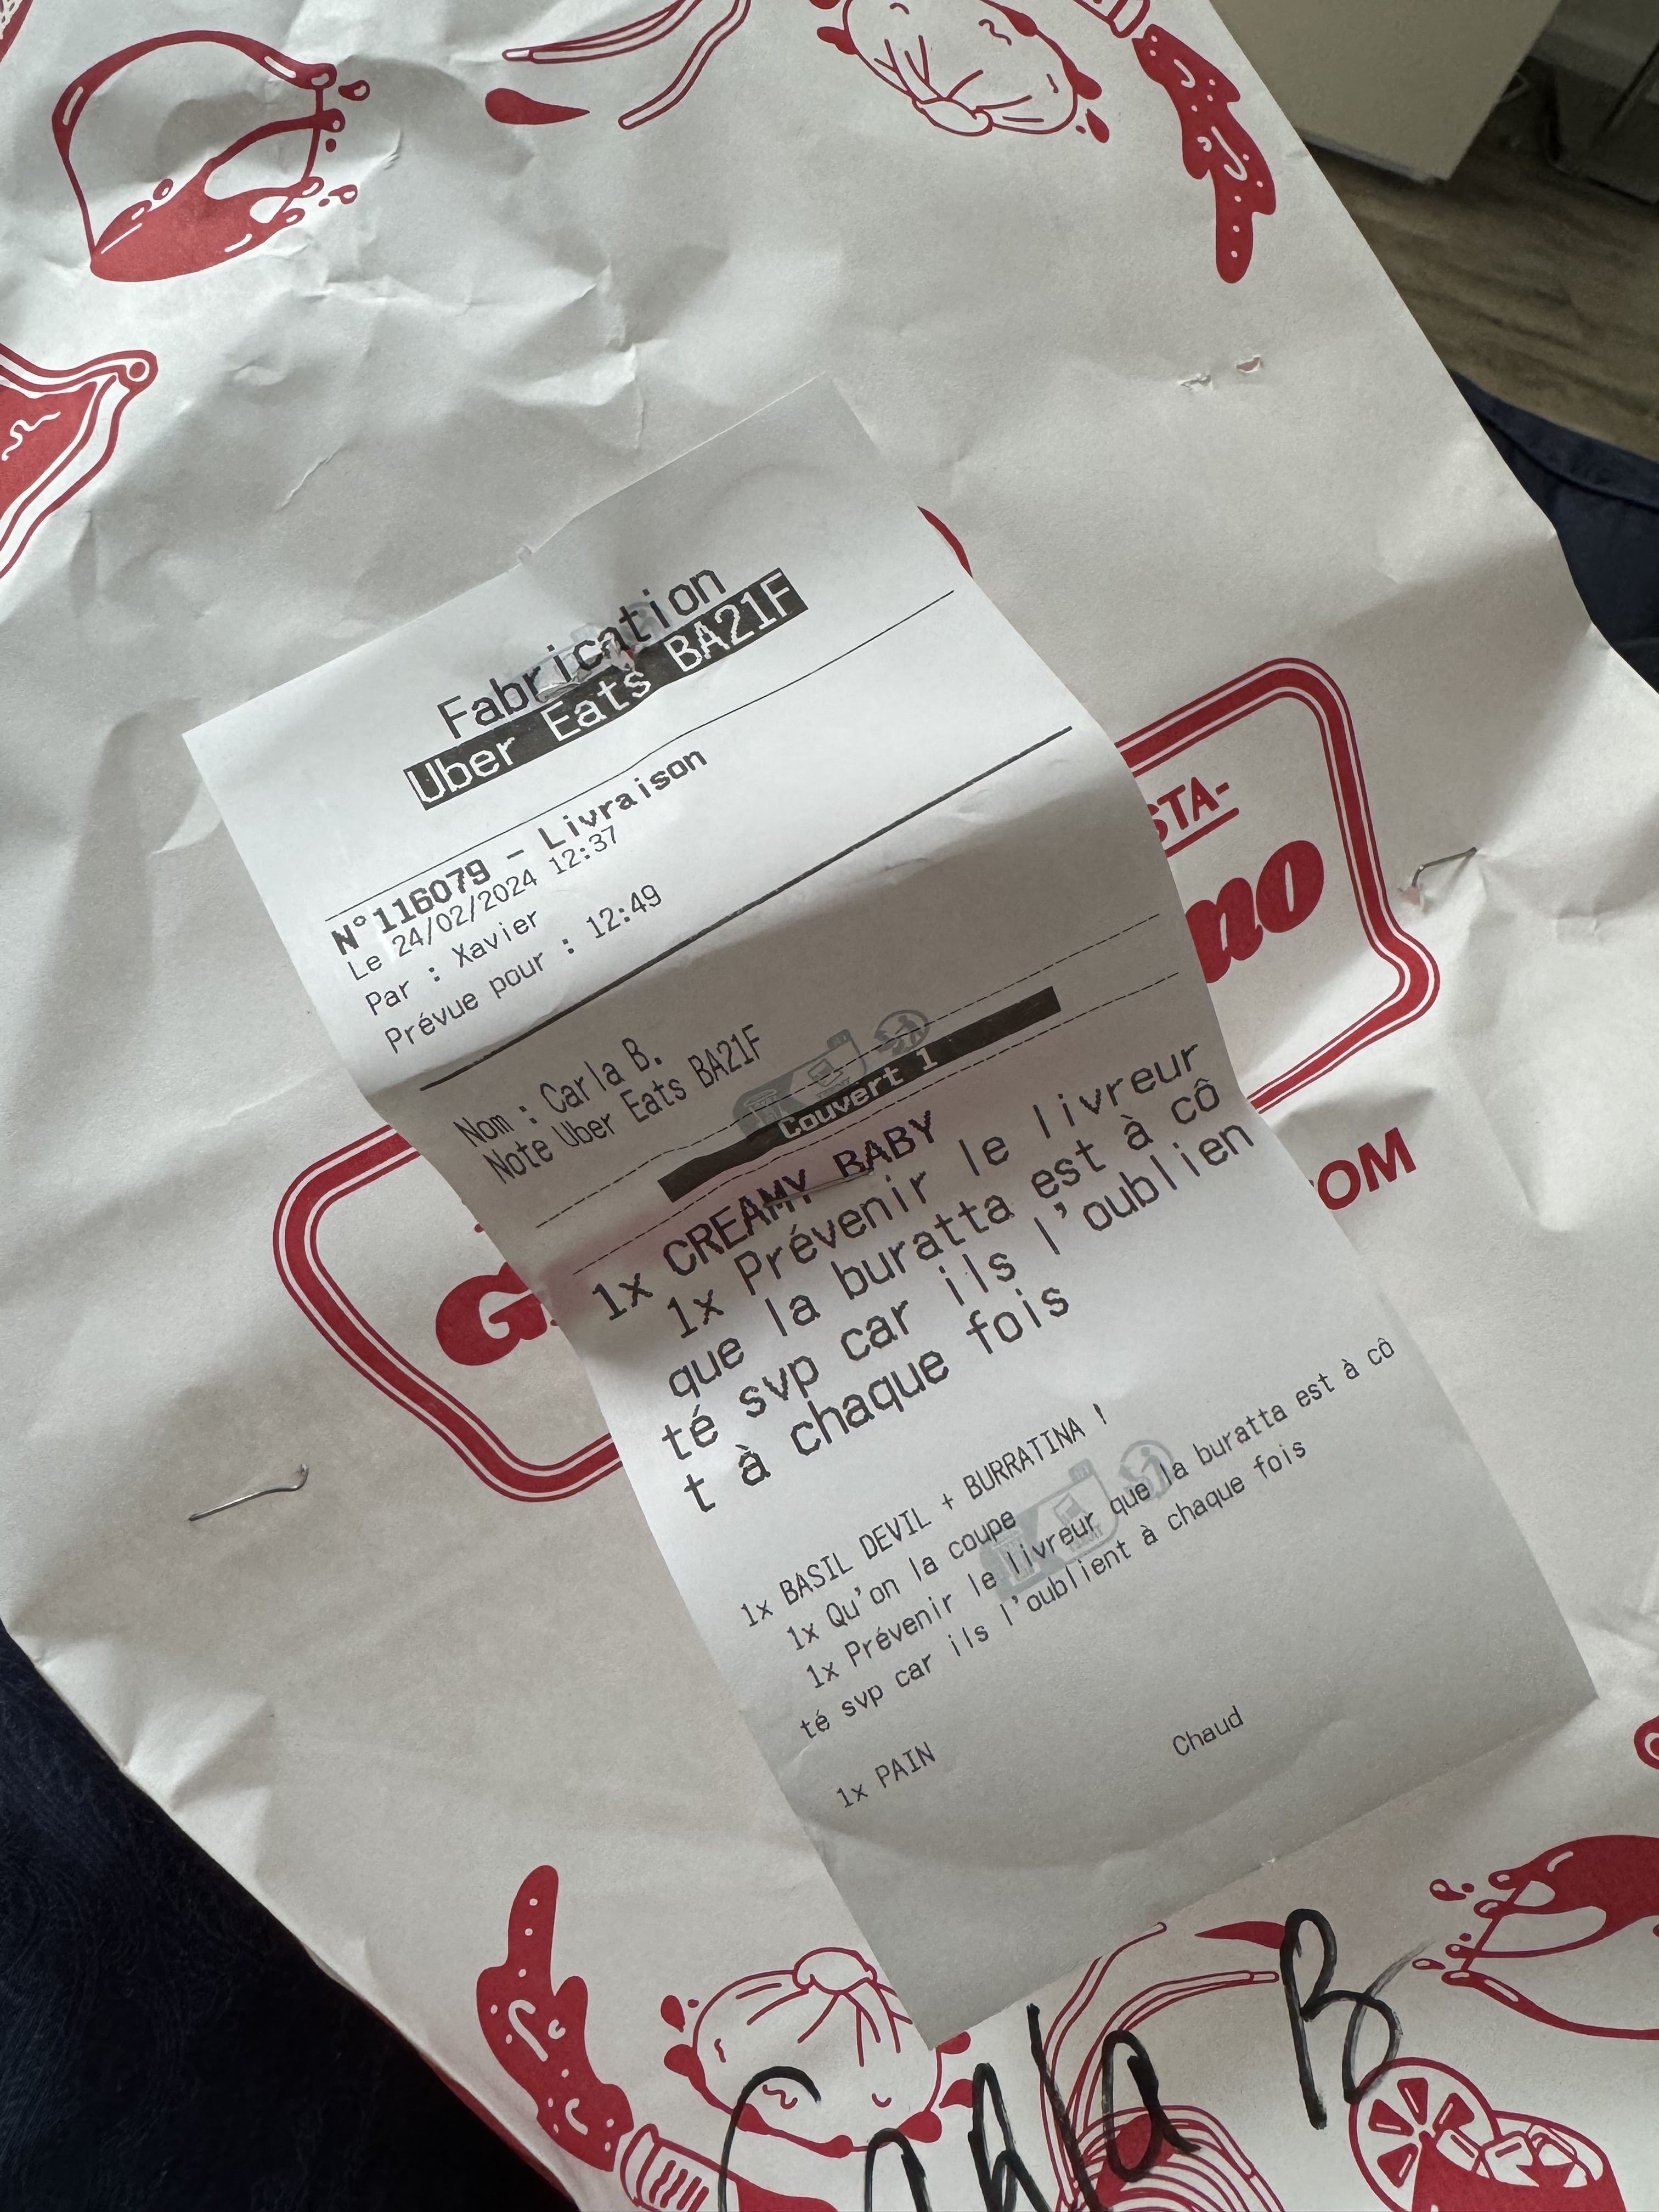 Fabrication
Uber Eats BA21F
N°116079 - Livraison
Le 24/02/2024 12:37
Par : Xavier
Prévue pour : 12:49
Nom : Carla B.
Note Uber Eats BA21F
Couvert 1
1x CREAMY BABY
1x Prévenir le livreur
que la buratta est à cô
té svp car ils l'oublien
t à chaque fois
1x BASIL DEVIL + BURRATINA !
1x Qu'on la coupe
1x Prévenir le livreur que la buratta est à cô
té svp car ils l'oublient à chaque fois
1x PAIN Chaud
STA-
Carla B